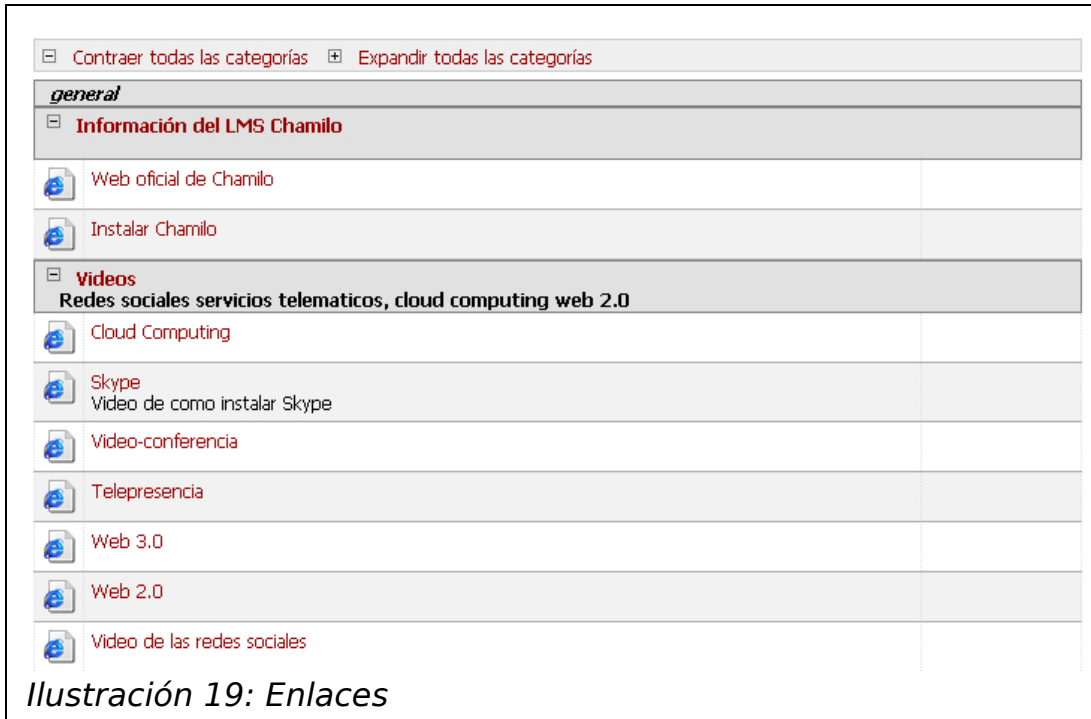 Contraer todas las categorías Expandir todas las categorías
general
Información del LMS Chamilo
Web oficial de Chamilo
Instalar Chamilo
Videos
Redes sociales servicios telematicos, cloud computing web 2.0
Cloud Computing
Skype
Video de como instalar Skype
Video-conferencia
Telepresencia
Web 3.0
Web 2.0
Video de las redes sociales
Ilustración 19: Enlaces